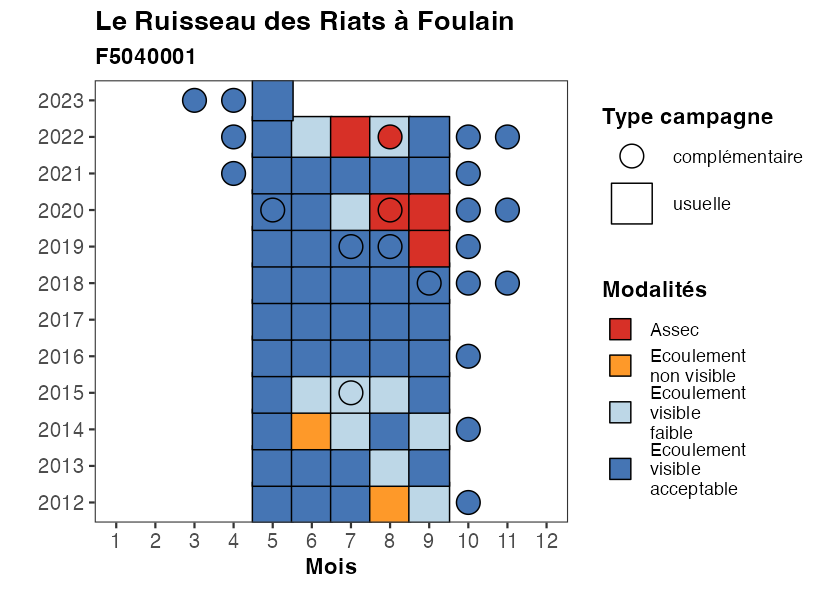 Le Ruisseau des Riats à Foulain
F5040001
2023
2022
2021
2020
2019
2018
2017
2016
2015
2014
2013
2012
1 2 3 4 5 6 7 8 9 10 11 12
Mois
Type campagne
complémentaire
usuelle
Modalités
Assec
Ecoulement
non visible
Ecoulement
visible
faible
Ecoulement
visible
acceptable